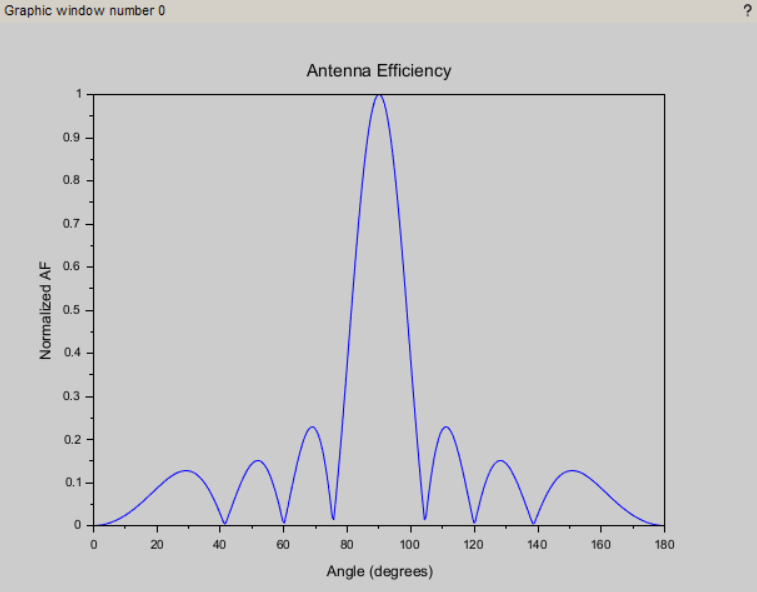 Graphic window number 0
?
Antenna Efficiency
1
0.9
0.8
0.7
0.6
0.5
0.4
0.3
0.2
0.1
0
Normalized AF
0 20 40 60 80 100 120 140 160 180
Angle (degrees)